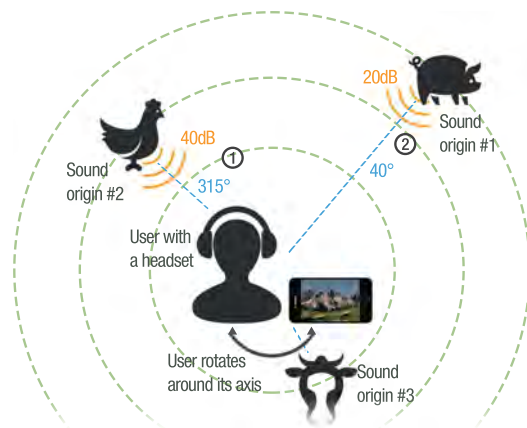 20dB
Sound
origin #1
40dB
①
②
Sound
origin #2
315°
40°
User with
a headset
User rotates
around its axis
Sound
origin #3